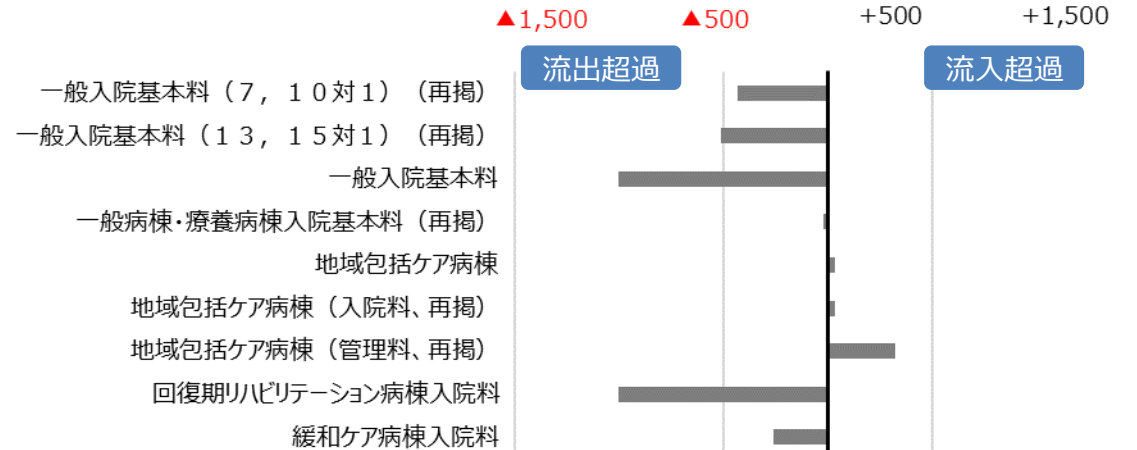 ▲1,500 ▲500 +500 +1,500
流出超過 流入超過
一般入院基本料（７，１０対１）（再掲）
一般入院基本料（１３，１５対１）（再掲）
一般入院基本料
一般病棟・療養病棟入院基本料（再掲）
地域包括ケア病棟
地域包括ケア病棟（入院料、再掲）
地域包括ケア病棟（管理料、再掲）
回復期リハビリテーション病棟入院料
緩和ケア病棟入院料